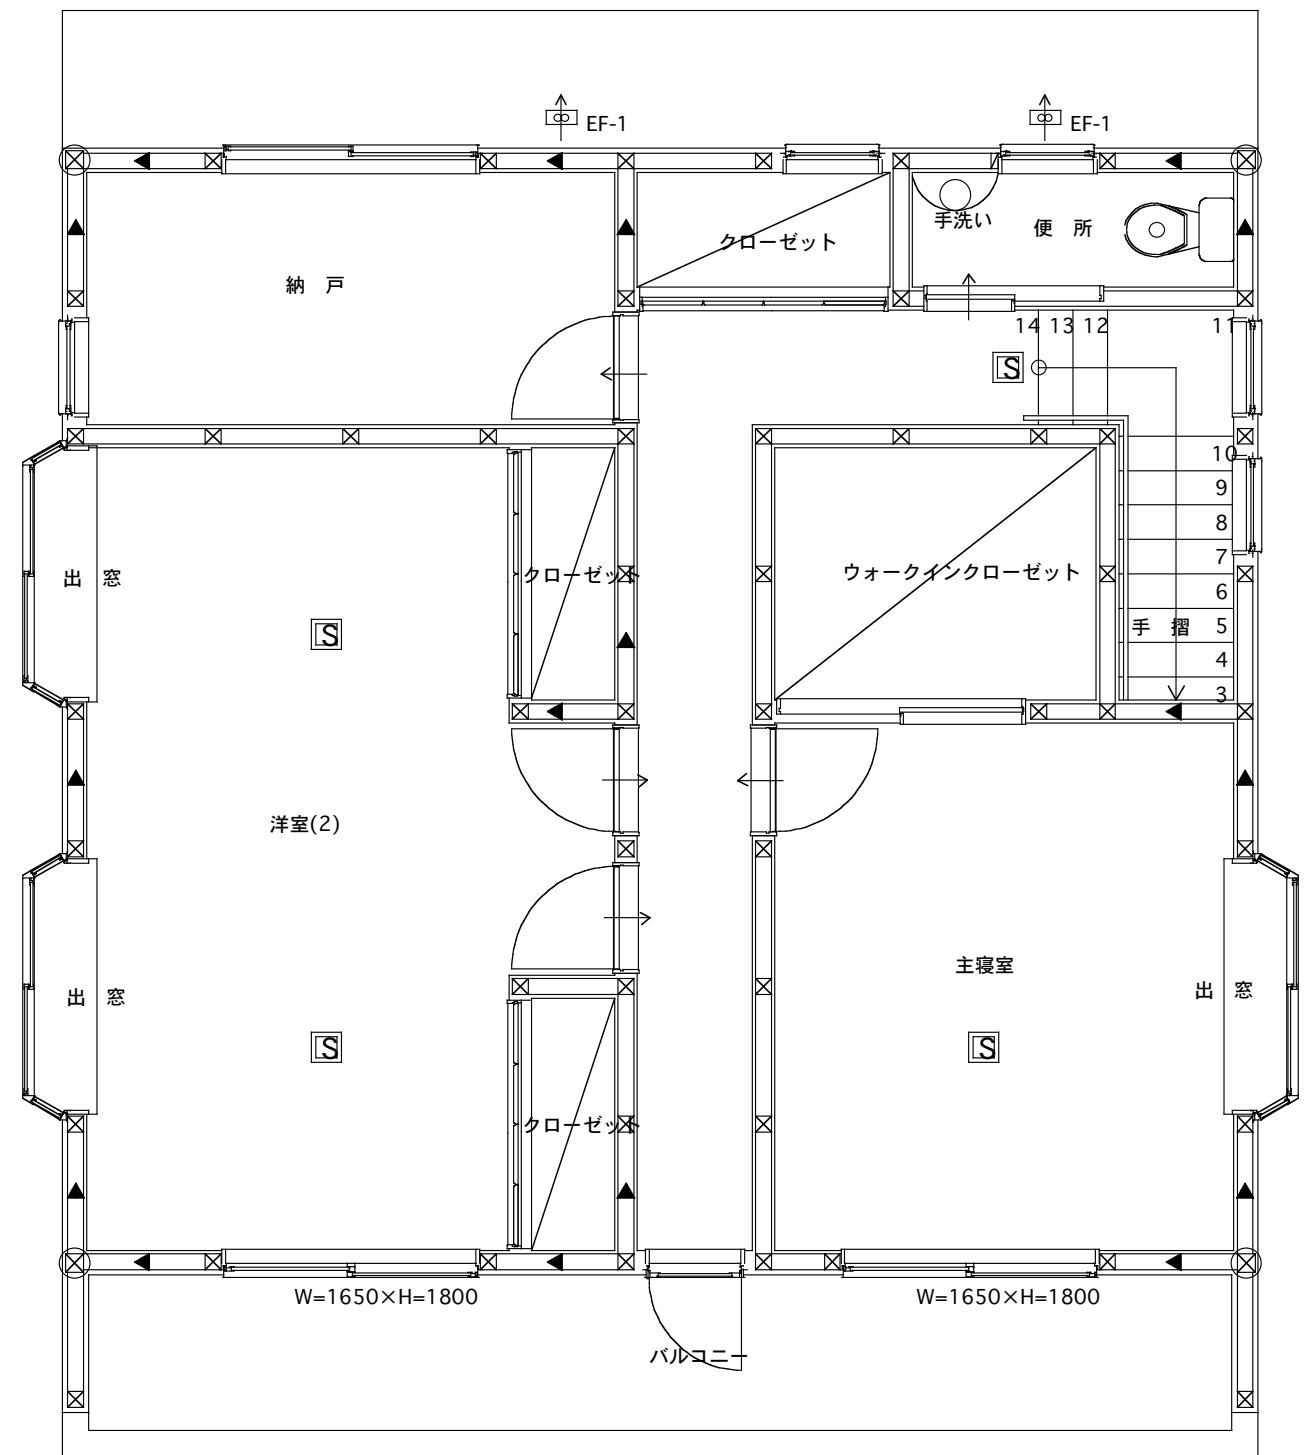 EF-1
EF-1
手洗い
便 所
クローゼット
納 戸
14 13 12 11
S
10
9
8
7
6
5
4
3
手 摺
出 窓
クローゼット
ウォークインクローゼット
S
洋室(2)
主寝室
出 窓
出 窓
S
S
クローゼット
W=1650×H=1800
W=1650×H=1800
バルコニー